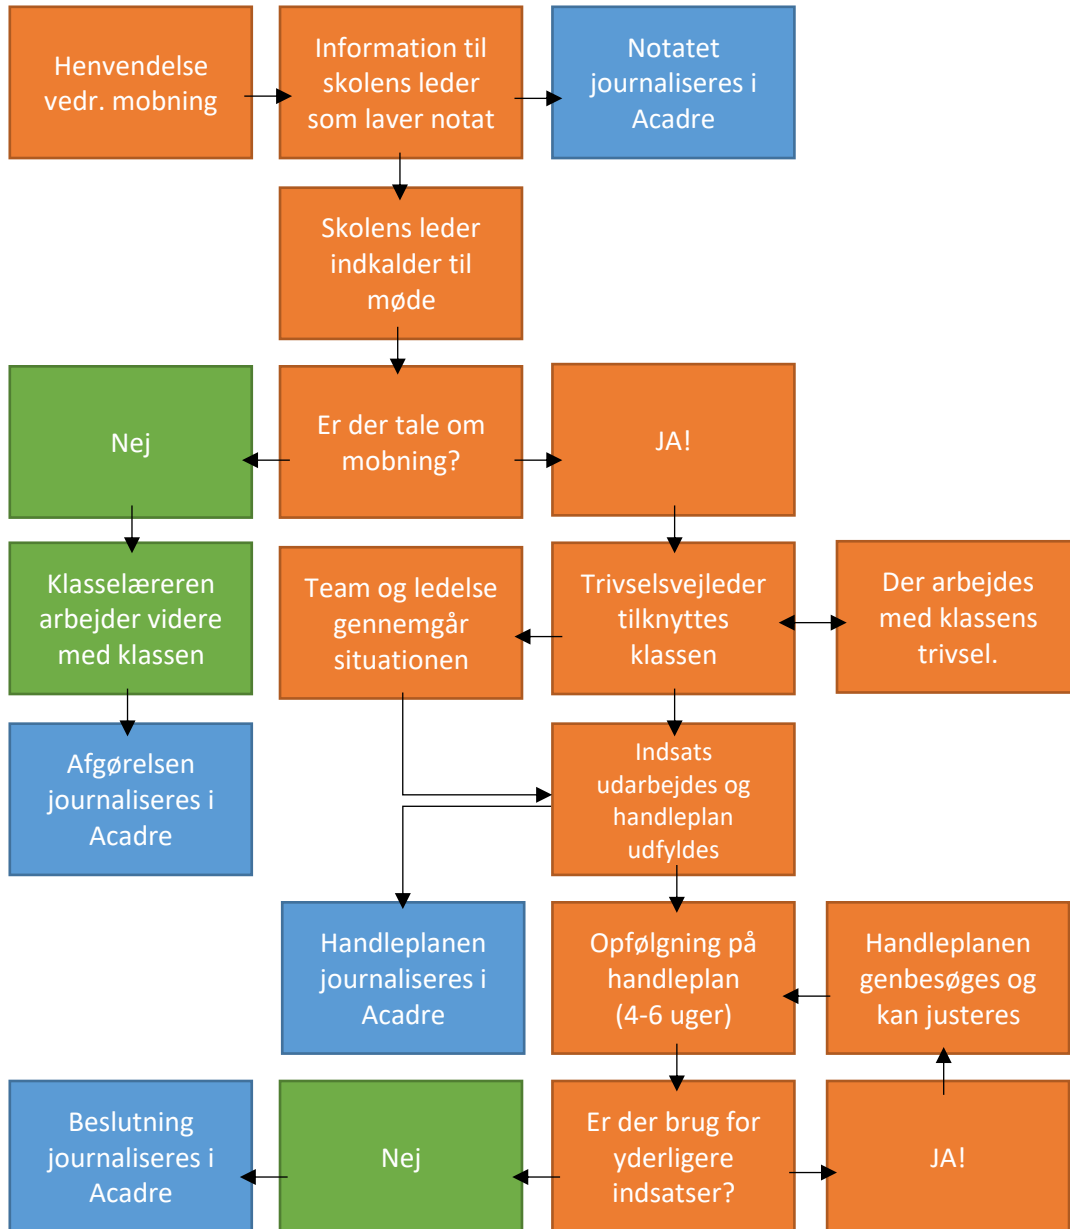 Henvendelse
vedr. mobning
Information til
skolens leder
som laver notat
Notatet
journaliseres i
Acadre
Skolens leder
indkalder til
møde
Nej
Er der tale om
mobning?
JA!
Klasselæreren
arbejder videre
med klassen
Team og ledelse
gennemgår
situationen
Trivselsvejleder
tilknyttes
klassen
Der arbejdes
med klassens
trivsel.
Afgørelsen
journaliseres i
Acadre
Indsats
udarbejdes og
handleplan
udfyldes
Handleplanen
journaliseres i
Acadre
Opfølgning på
handleplan
(4-6 uger)
Handleplanen
genbesøges og
kan justeres
Beslutning
journaliseres i
Acadre
Nej
Er der brug for
yderligere
indsatser?
JA!